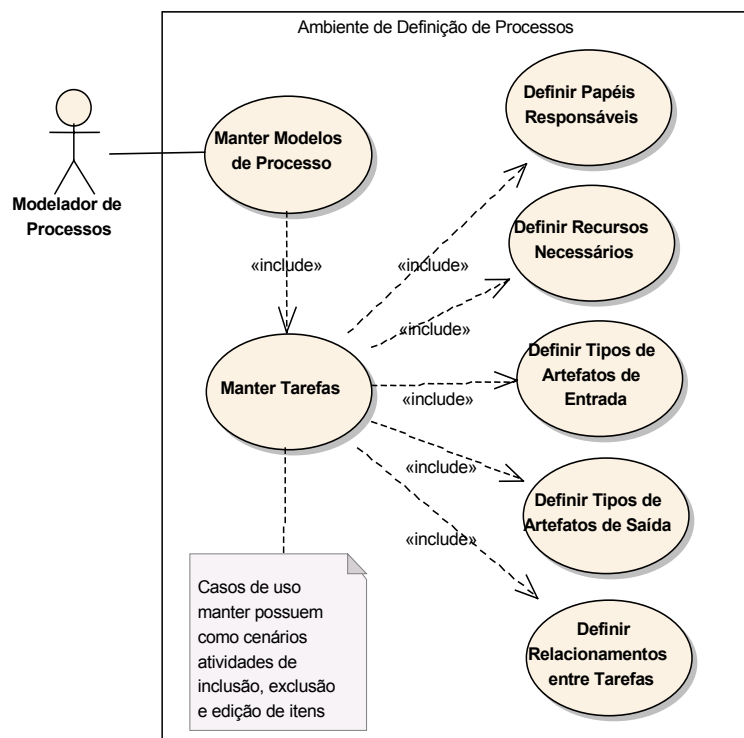 Ambiente de Definição de Processos
Modelador de
Processos
Manter Modelos
de Processo
«include»
Manter Tarefas
Casos de uso
manter possuem
como cenários
atividades de
inclusão, exclusão
e edição de itens
Definir Papéis
Responsáveis
«include»
Definir Recursos
Necessários
«include»
Definir Tipos de
Artefatos de
Entrada
«include»
Definir Tipos de
Artefatos de Saída
«include»
Definir
Relacionamentos
entre Tarefas
«include»